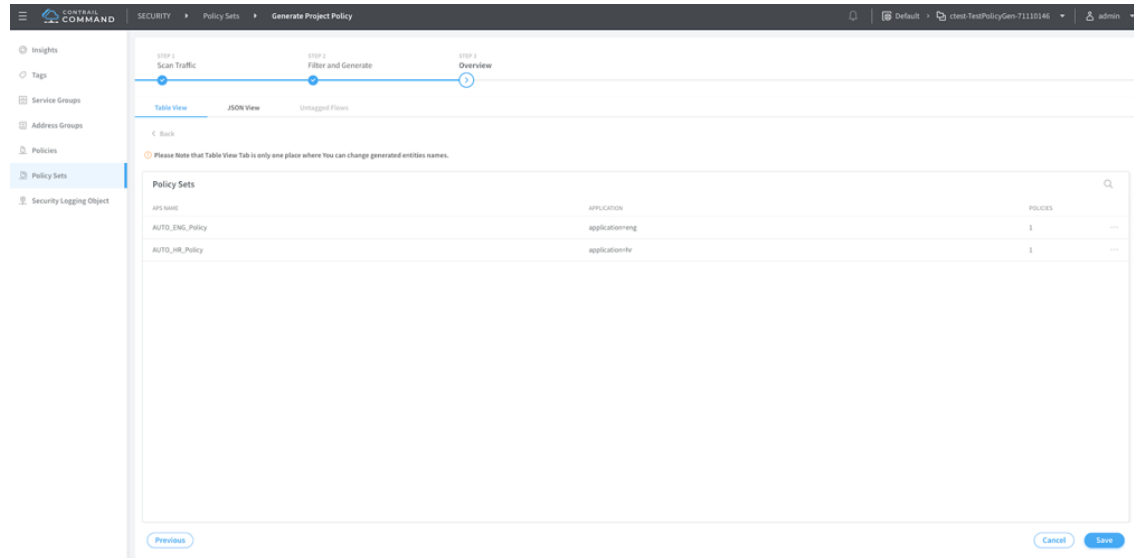 CONTRAIL COMMAND
SECURITY Policy Sets Generate Project Policy
Default ctest-TestPolicyGen-71110146 admin
Insights
Tags
Service Groups
Address Groups
Policies
Policy Sets
Security Logging Object
STEP 1 STEP 2 STEP 3
Scan Traffic Filter and Generate Overview
Table View JSON View Untagged Flows
< Back
Please Note that Table View Tab is only one place where You can change generated entities names.
Policy Sets
APS NAME APPLICATION POLICIES
AUTO_ENG_Policy application=eng 1 ...
AUTO_HR_Policy application=hr 1 ...
Previous Cancel Save